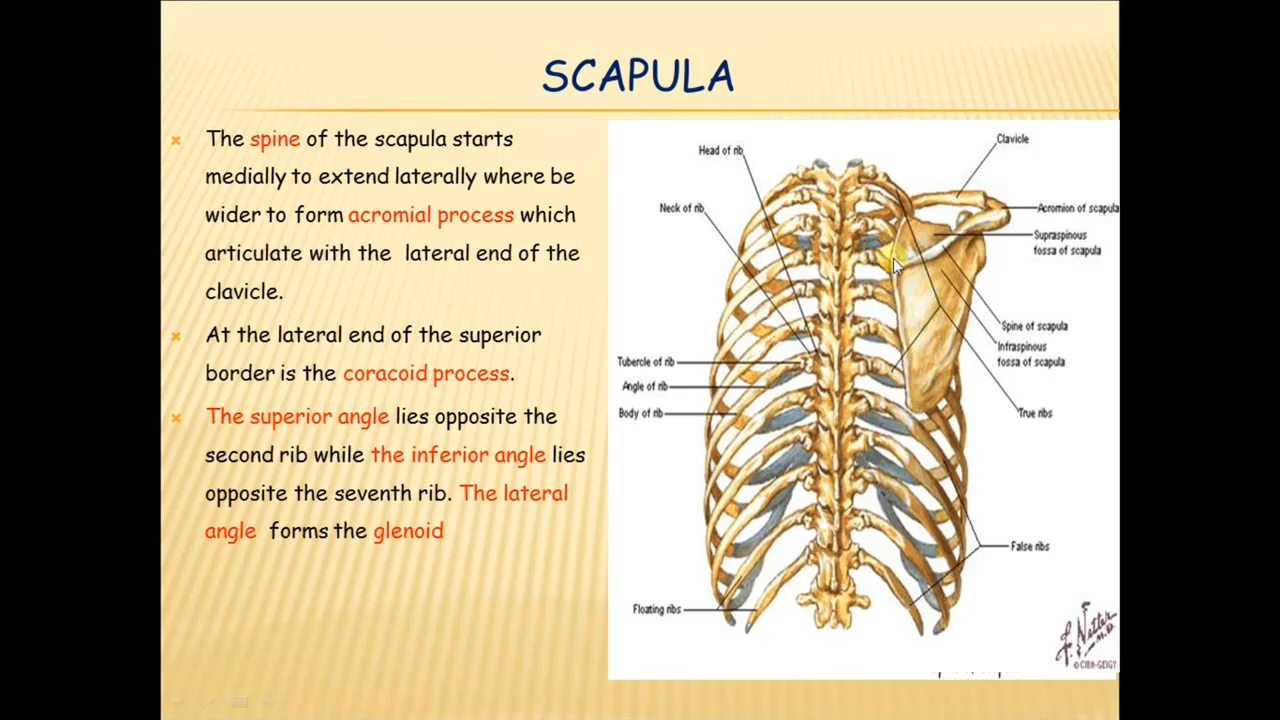 SCAPULA
The spine of the scapula starts
medially to extend laterally where be
wider to form acromial process which
articulate with the lateral end of the
clavicle.
At the lateral end of the superior
border is the coracoid process.
The superior angle lies opposite the
second rib while the inferior angle lies
opposite the seventh rib. The lateral
angle forms the glenoid
Clavicle
Head of rib
Neck of rib
Acromion of scapula
Supraspinous
fossa of scapula
Spine of scapula
Infraspinous
fossa of scapula
Tubercle of rib
Angle of rib
Body of rib
True ribs
False ribs
Floating ribs
F. Netter
M.D.
©CIBA-GEIGY